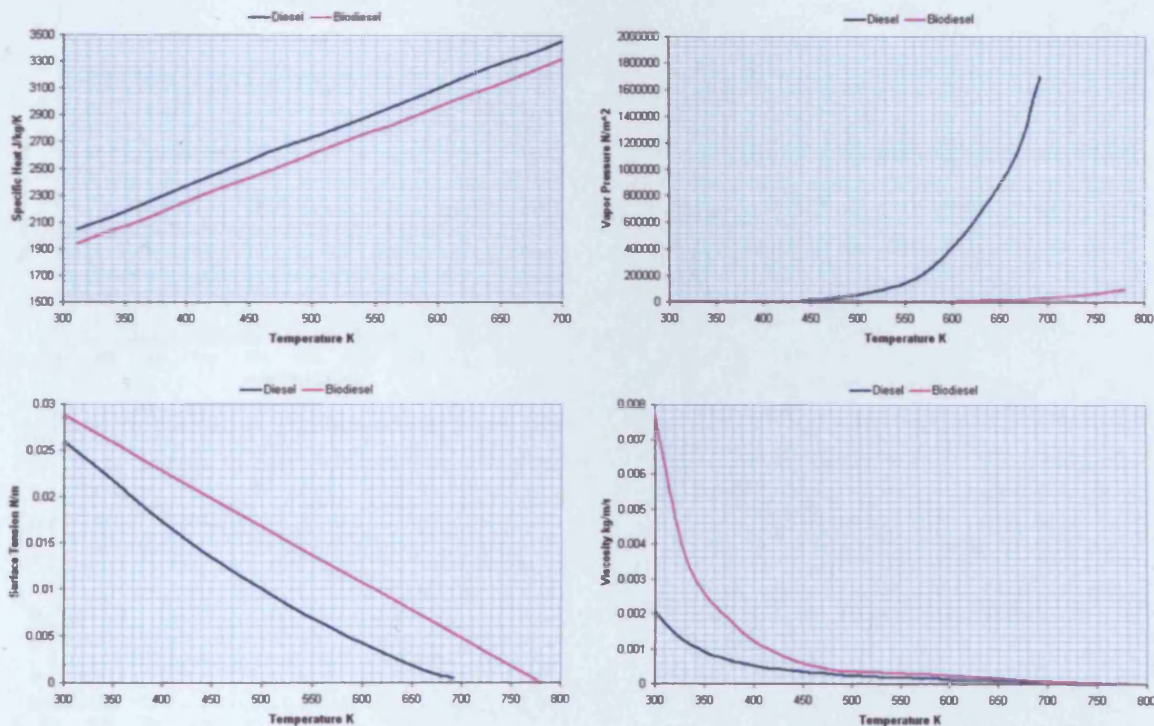 Diesel Biodiesel
3500
3300
3100
2900
2700
2500
2300
2100
1900
1700
1500
Specific Heat J/kg/K
300 350 400 450 500 550 600 650 700
Temperature K
Diesel Biodiesel
2000000
1800000
1600000
1400000
1200000
1000000
800000
600000
400000
200000
0
Vapor Pressure N/m^2
300 350 400 450 500 550 600 650 700 750 800
Temperature K
Diesel Biodiesel
0.03
0.025
0.02
0.015
0.01
0.005
0
Surface Tension N/m
300 350 400 450 500 550 600 650 700 750 800
Temperature K
Diesel Biodiesel
0.008
0.007
0.006
0.005
0.004
0.003
0.002
0.001
0
Viscosity kg/m/s
300 350 400 450 500 550 600 650 700 750 800
Temperature K